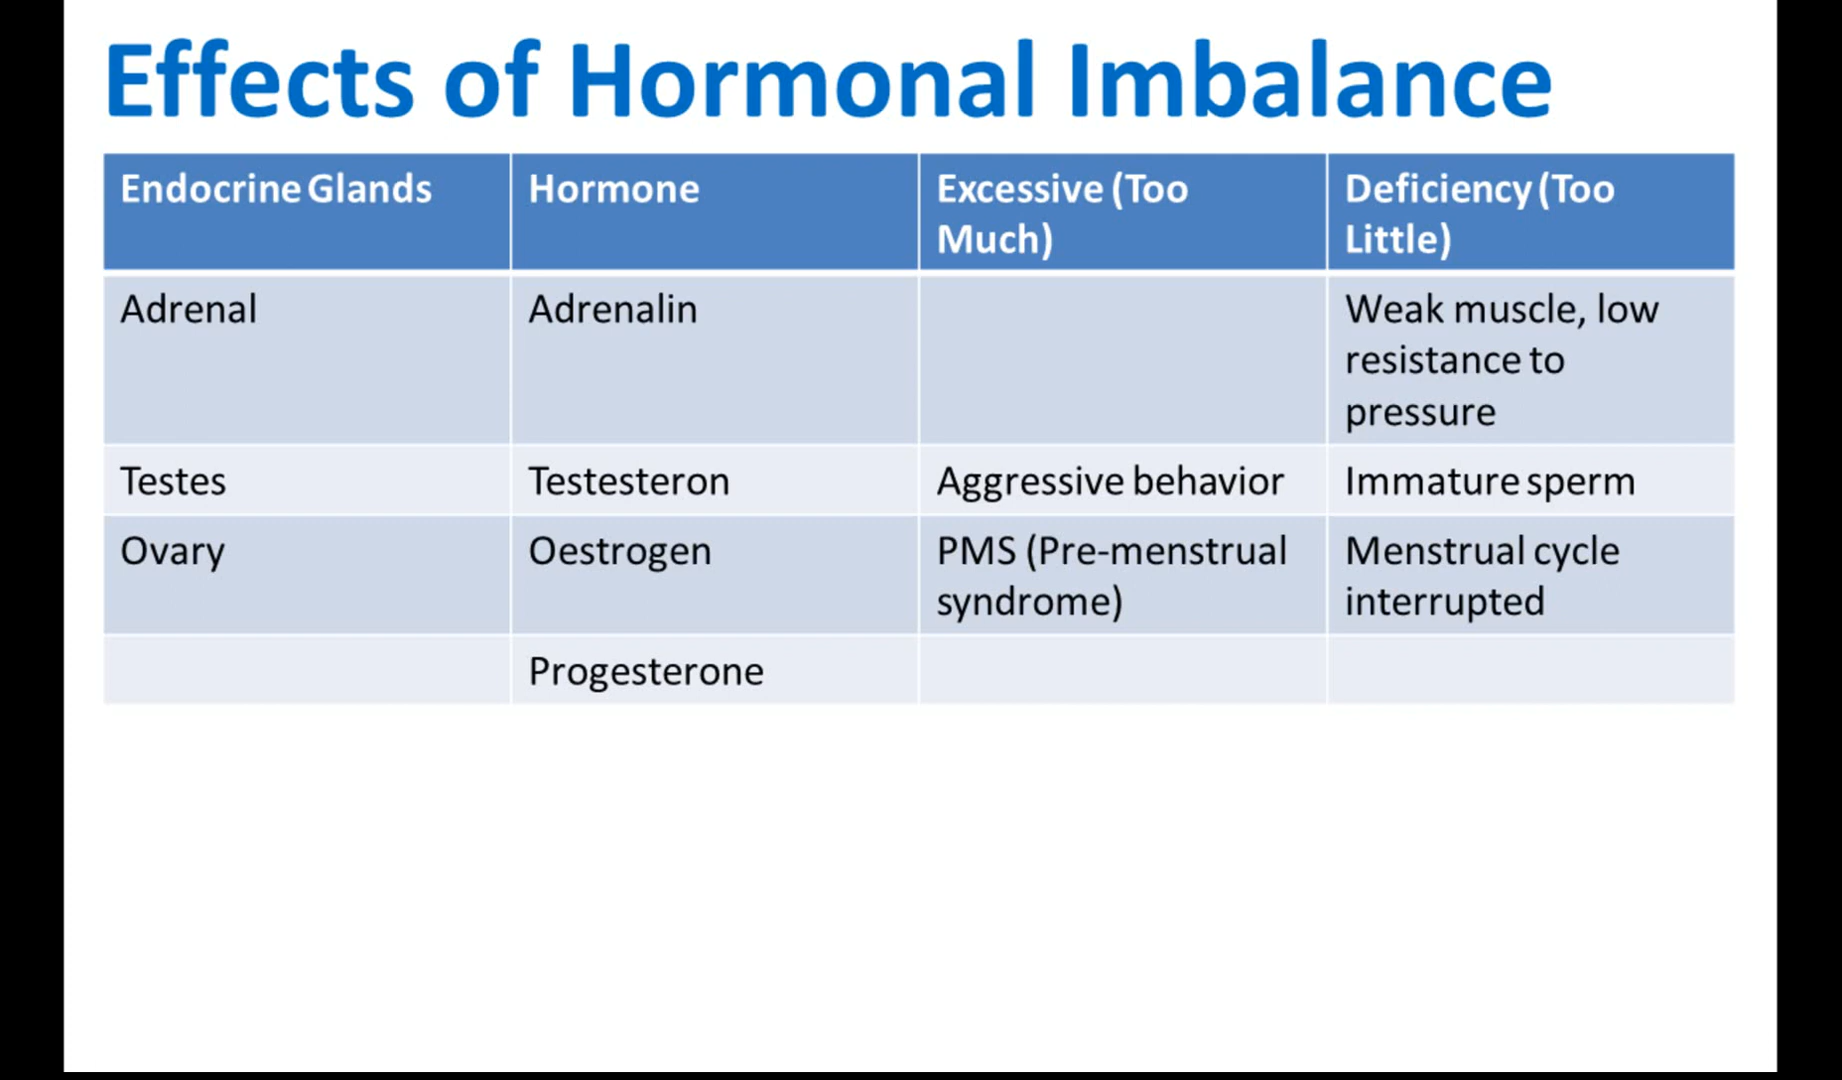 Effects of Hormonal Imbalance
Endocrine Glands
Hormone
Excessive (Too
Much)
Deficiency (Too
Little)
Adrenal
Adrenalin
Weak muscle, low
resistance to
pressure
Testes
Testesteron
Aggressive behavior
Immature sperm
Ovary
Oestrogen
PMS (Pre-menstrual
syndrome)
Menstrual cycle
interrupted
Progesterone